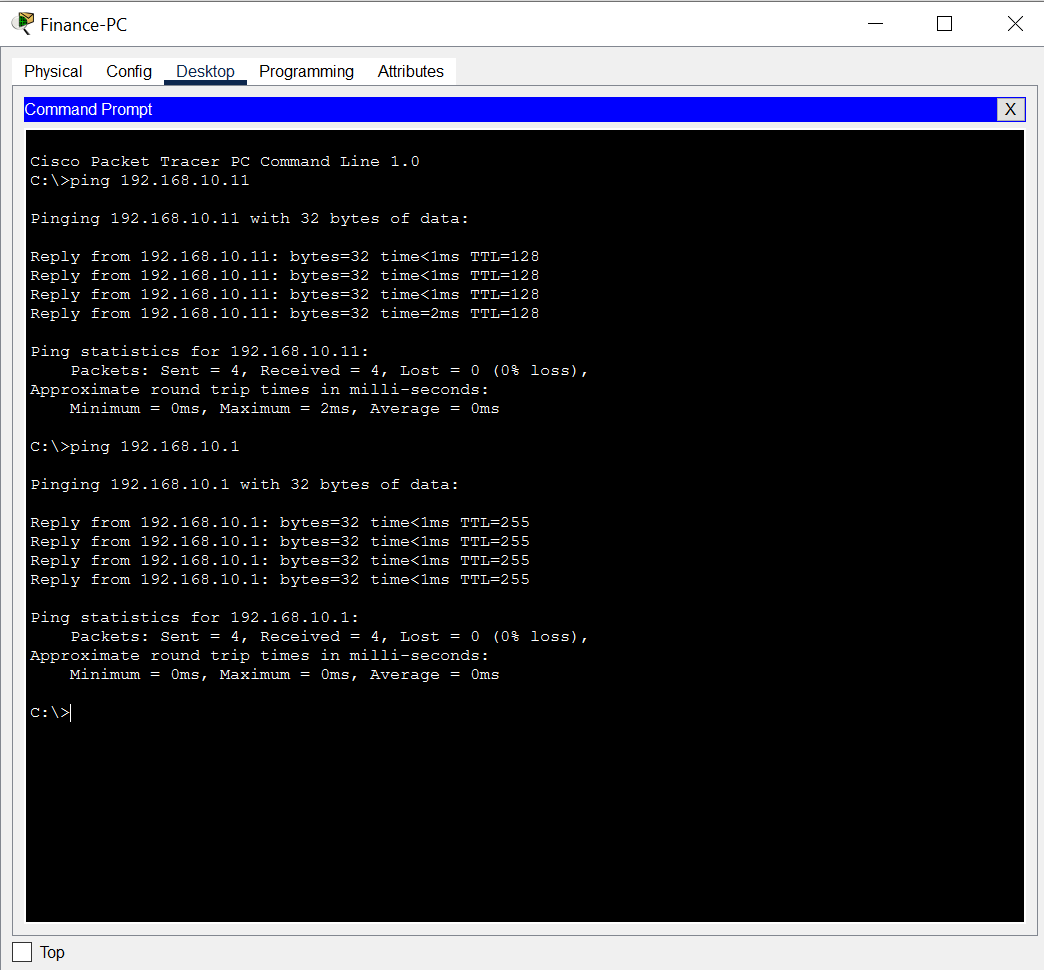 Finance-PC
Physical Config Desktop Programming Attributes
Command Prompt X
Cisco Packet Tracer PC Command Line 1.0
C:\>ping 192.168.10.11
Pinging 192.168.10.11 with 32 bytes of data:
Reply from 192.168.10.11: bytes=32 time<1ms TTL=128
Reply from 192.168.10.11: bytes=32 time<1ms TTL=128
Reply from 192.168.10.11: bytes=32 time<1ms TTL=128
Reply from 192.168.10.11: bytes=32 time=2ms TTL=128
Ping statistics for 192.168.10.11:
    Packets: Sent = 4, Received = 4, Lost = 0 (0% loss),
Approximate round trip times in milli-seconds:
    Minimum = 0ms, Maximum = 2ms, Average = 0ms
C:\>ping 192.168.10.1
Pinging 192.168.10.1 with 32 bytes of data:
Reply from 192.168.10.1: bytes=32 time<1ms TTL=255
Reply from 192.168.10.1: bytes=32 time<1ms TTL=255
Reply from 192.168.10.1: bytes=32 time<1ms TTL=255
Reply from 192.168.10.1: bytes=32 time<1ms TTL=255
Ping statistics for 192.168.10.1:
    Packets: Sent = 4, Received = 4, Lost = 0 (0% loss),
Approximate round trip times in milli-seconds:
    Minimum = 0ms, Maximum = 0ms, Average = 0ms
C:\>
Top